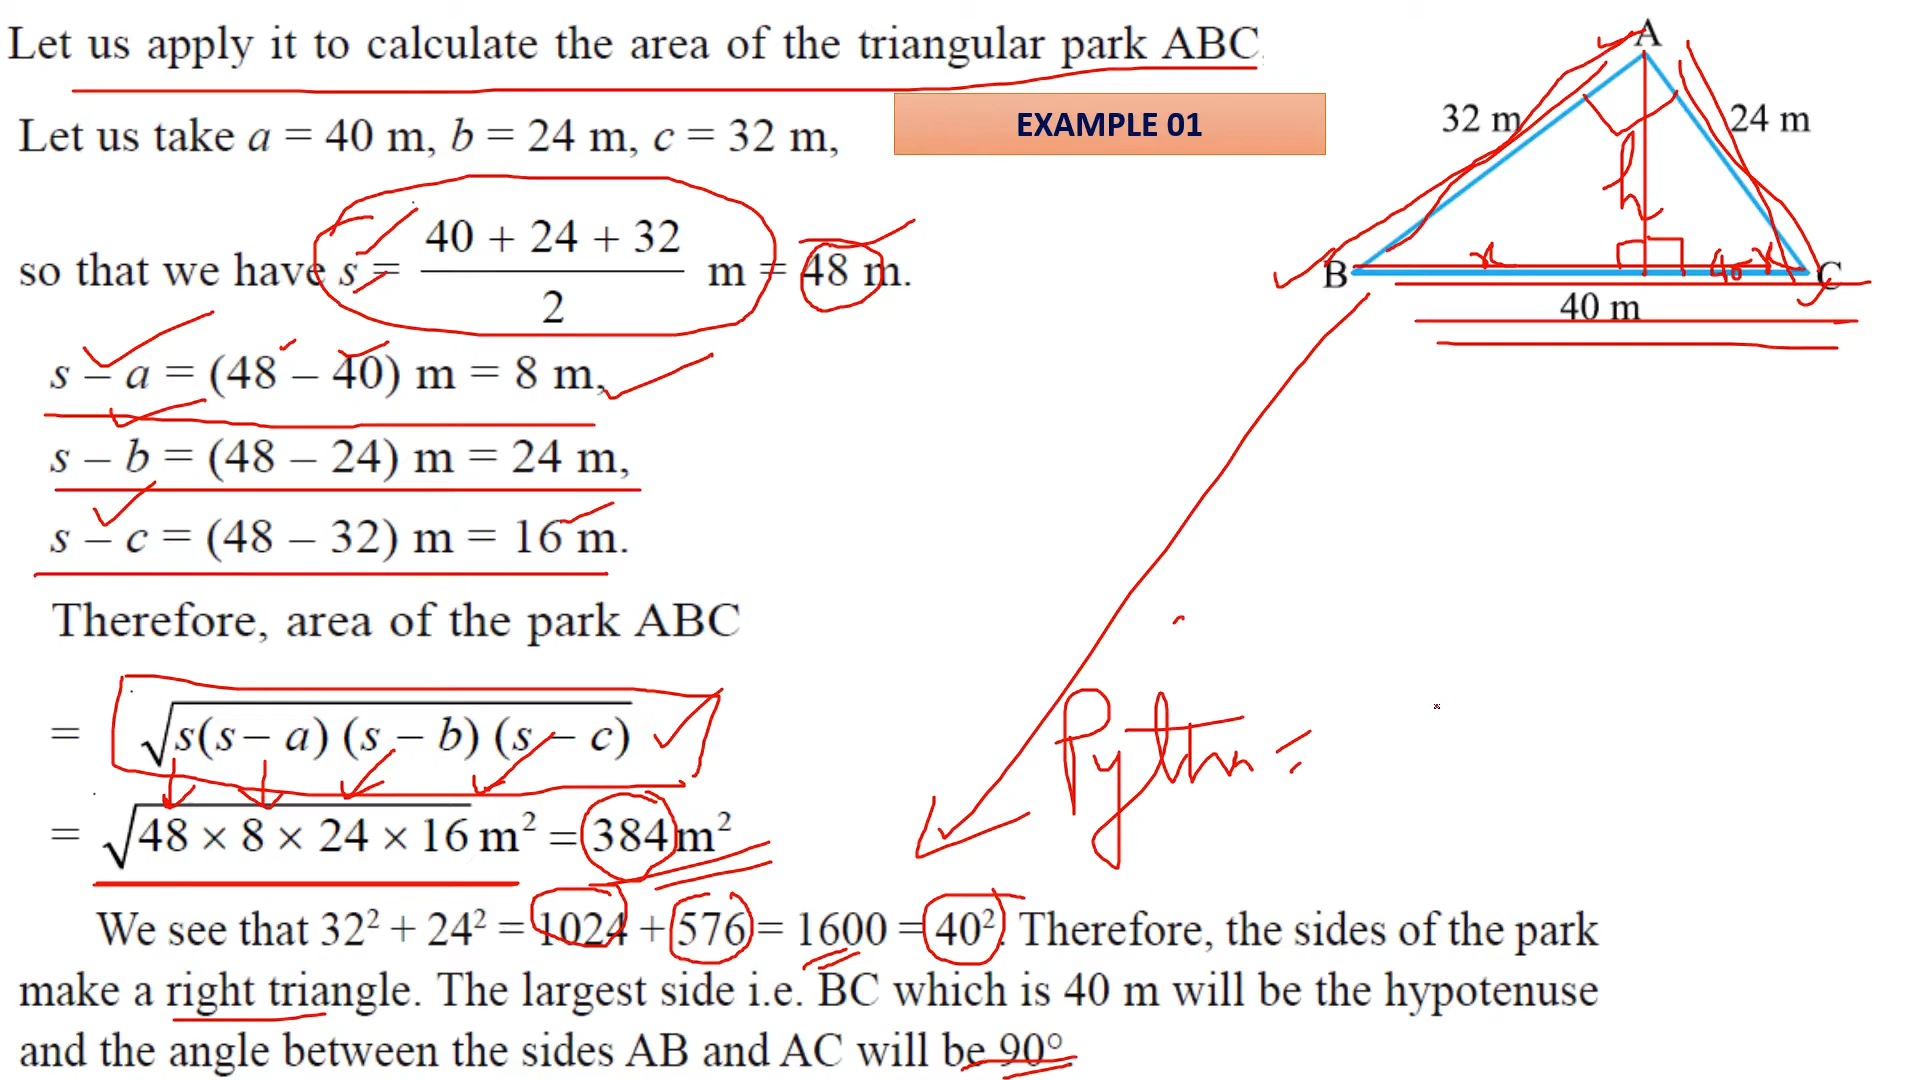 Let us apply it to calculate the area of the triangular park ABC
Let us take a = 40 m, b = 24 m, c = 32 m,
EXAMPLE 01
so that we have s = (40 + 24 + 32)/2 m = 48 m.
s – a = (48 – 40) m = 8 m,
s – b = (48 – 24) m = 24 m,
s – c = (48 – 32) m = 16 m.
Therefore, area of the park ABC
= √s(s – a) (s – b) (s – c)
= √48 × 8 × 24 × 16 m² = 384 m²
We see that 32² + 24² = 1024 + 576 = 1600 = 40². Therefore, the sides of the park
make a right triangle. The largest side i.e. BC which is 40 m will be the hypotenuse
and the angle between the sides AB and AC will be 90°
A
32 m
24 m
h
x
40-x
B
C
40 m